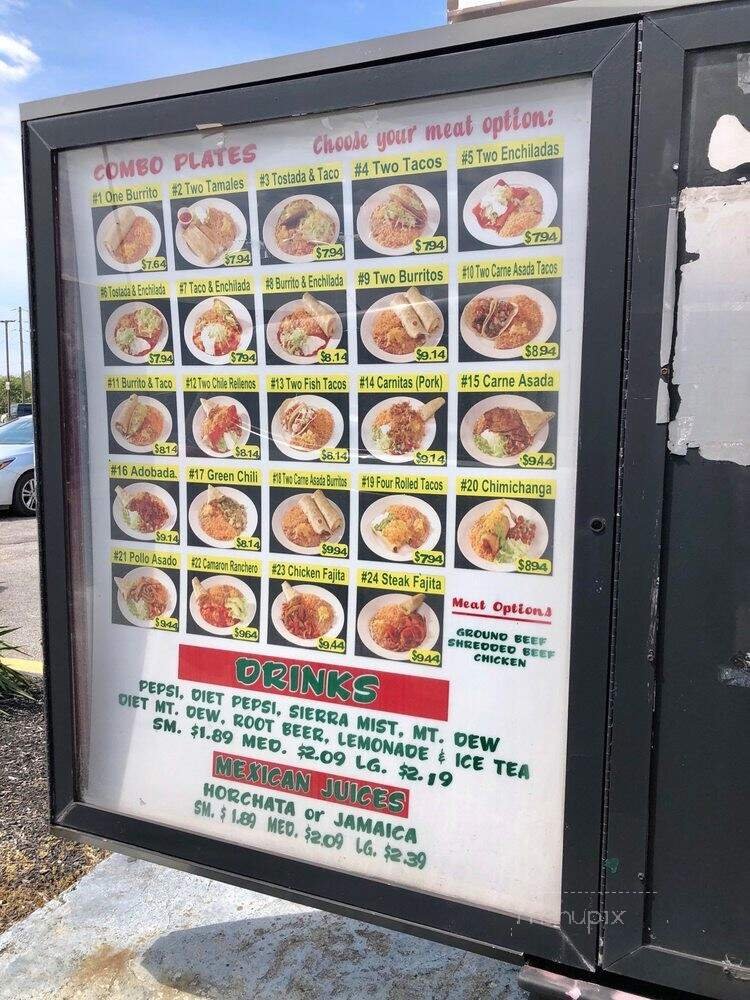 COMBO PLATES Choose your meat option:
#1 One Burrito #2 Two Tamales #3 Tostada & Taco #4 Two Tacos #5 Two Enchiladas
$7.64 $7.94 $7.94 $7.94 $7.94
#6 Tostada & Enchilada #7 Taco & Enchilada #8 Burrito & Enchilada #9 Two Burritos #10 Two Carne Asada Tacos
$7.94 $7.94 $8.14 $9.14 $8.94
#11 Burrito & Taco #12 Two Chile Rellenos #13 Two Fish Tacos #14 Carnitas (Pork) #15 Carne Asada
$8.14 $8.14 $8.14 $9.14 $9.44
#16 Adobada. #17 Green Chili #18 Two Carne Asada Burritos #19 Four Rolled Tacos #20 Chimichanga
$9.14 $8.14 $9.94 $7.94 $8.94
#21 Pollo Asado #22 Camaron Ranchero #23 Chicken Fajita #24 Steak Fajita
$9.44 $9.64 $9.44 $9.44
Meat Options
GROUND BEEF
SHREDDED BEEF
CHICKEN
DRINKS
PEPSI, DIET PEPSI, SIERRA MIST, MT. DEW
DIET MT. DEW, ROOT BEER, LEMONADE & ICE TEA
SM. $1.89 MED. $2.09 LG. $2.19
MEXICAN JUICES
HORCHATA or JAMAICA
SM. $1.89 MED. $2.09 LG. $2.39
menupix